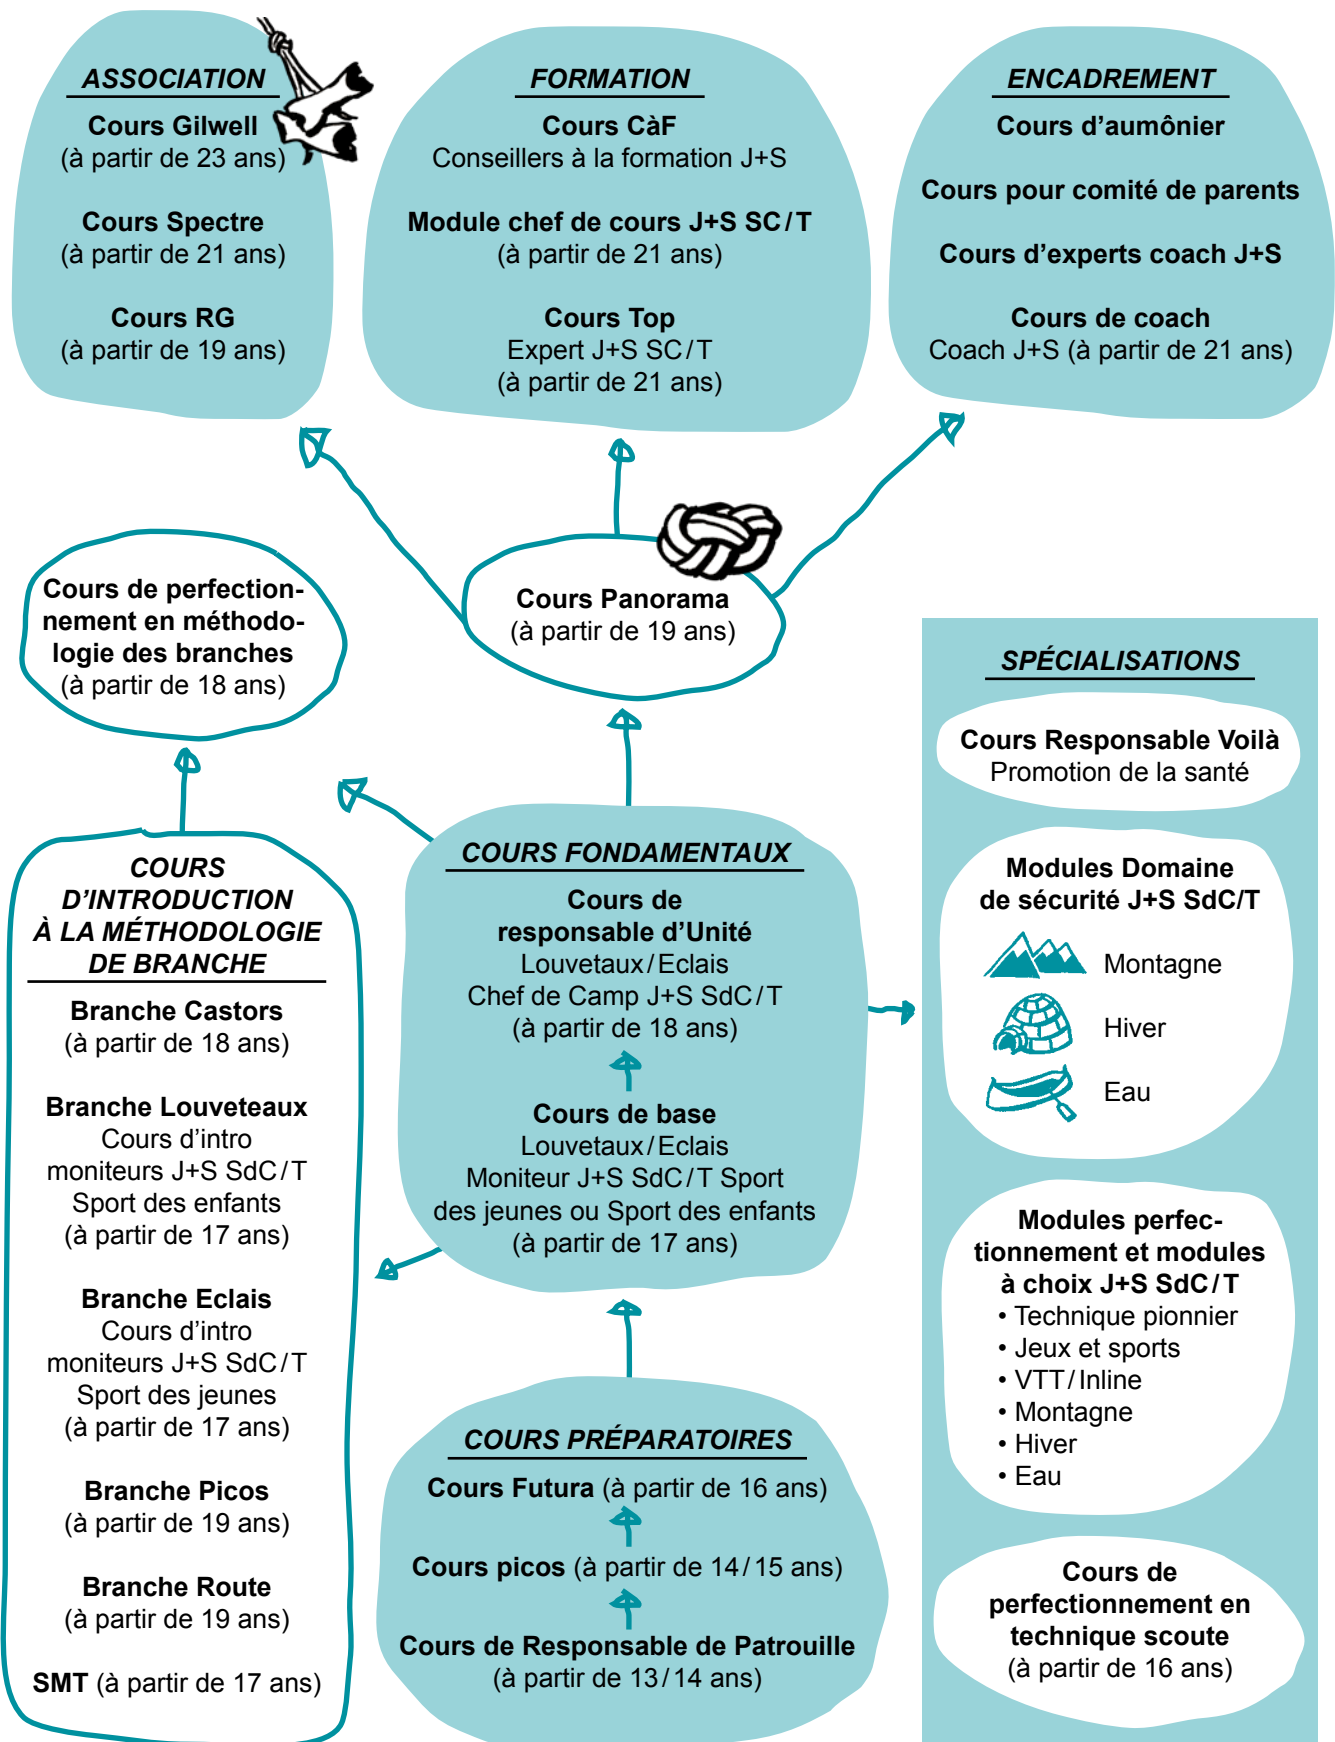 ASSOCIATION
Cours Gilwell
(à partir de 23 ans)
Cours Spectre
(à partir de 21 ans)
Cours RG
(à partir de 19 ans)
FORMATION
Cours CàF
Conseillers à la formation J+S
Module chef de cours J+S SC/T
(à partir de 21 ans)
Cours Top
Expert J+S SC/T
(à partir de 21 ans)
ENCADREMENT
Cours d'aumônier
Cours pour comité de parents
Cours d'experts coach J+S
Cours de coach
Coach J+S (à partir de 21 ans)
Cours de perfection-
nement en méthodo-
logie des branches
(à partir de 18 ans)
Cours Panorama
(à partir de 19 ans)
COURS
D'INTRODUCTION
À LA MÉTHODOLOGIE
DE BRANCHE
Branche Castors
(à partir de 18 ans)
Branche Louveteaux
Cours d'intro
moniteurs J+S SdC/T
Sport des enfants
(à partir de 17 ans)
Branche Eclais
Cours d'intro
moniteurs J+S SdC/T
Sport des jeunes
(à partir de 17 ans)
Branche Picos
(à partir de 19 ans)
Branche Route
(à partir de 19 ans)
SMT (à partir de 17 ans)
COURS FONDAMENTAUX
Cours de
responsable d'Unité
Louvetaux/Eclais
Chef de Camp J+S SdC/T
(à partir de 18 ans)
Cours de base
Louvetaux/Eclais
Moniteur J+S SdC/T Sport
des jeunes ou Sport des enfants
(à partir de 17 ans)
COURS PRÉPARATOIRES
Cours Futura (à partir de 16 ans)
Cours picos (à partir de 14/15 ans)
Cours de Responsable de Patrouille
(à partir de 13/14 ans)
SPÉCIALISATIONS
Cours Responsable Voilà
Promotion de la santé
Modules Domaine
de sécurité J+S SdC/T
Montagne
Hiver
Eau
Modules perfec-
tionnement et modules
à choix J+S SdC/T
• Technique pionnier
• Jeux et sports
• VTT/Inline
• Montagne
• Hiver
• Eau
Cours de
perfectionnement en
technique scoute
(à partir de 16 ans)